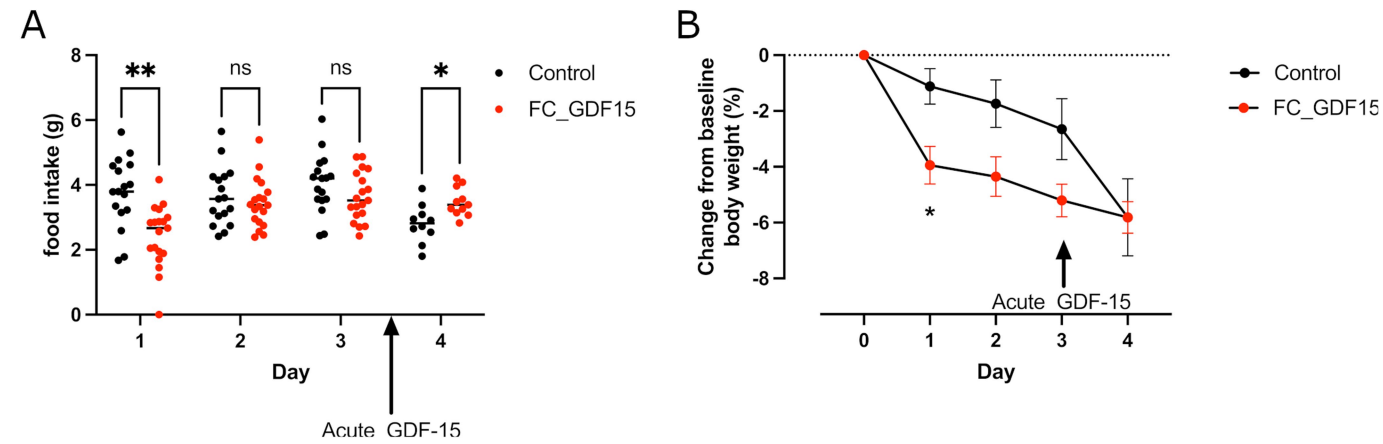 A
food intake (g)
8
6
4
2
0
**
ns
ns
*
Control
FC_GDF15
1
2
3
4
Day
Acute GDF-15
B
Change from baseline
body weight (%)
0
-2
-4
-6
-8
*
Control
FC_GDF15
Acute GDF-15
0
1
2
3
4
Day